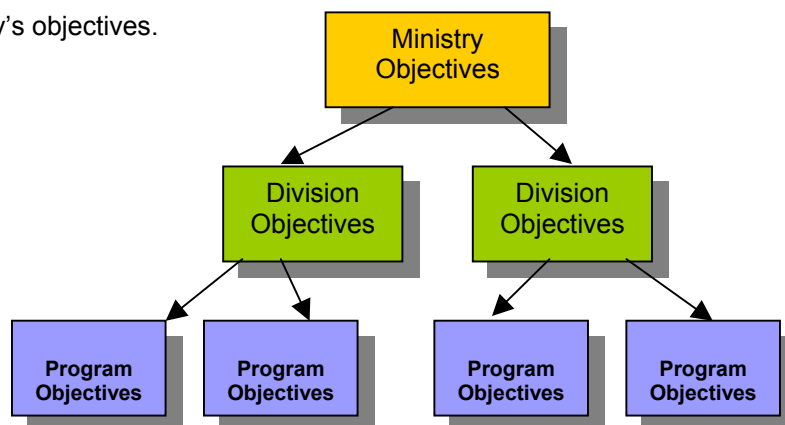 y’s objectives.
Ministry
Objectives
Division
Objectives
Division
Objectives
Program
Objectives
Program
Objectives
Program
Objectives
Program
Objectives